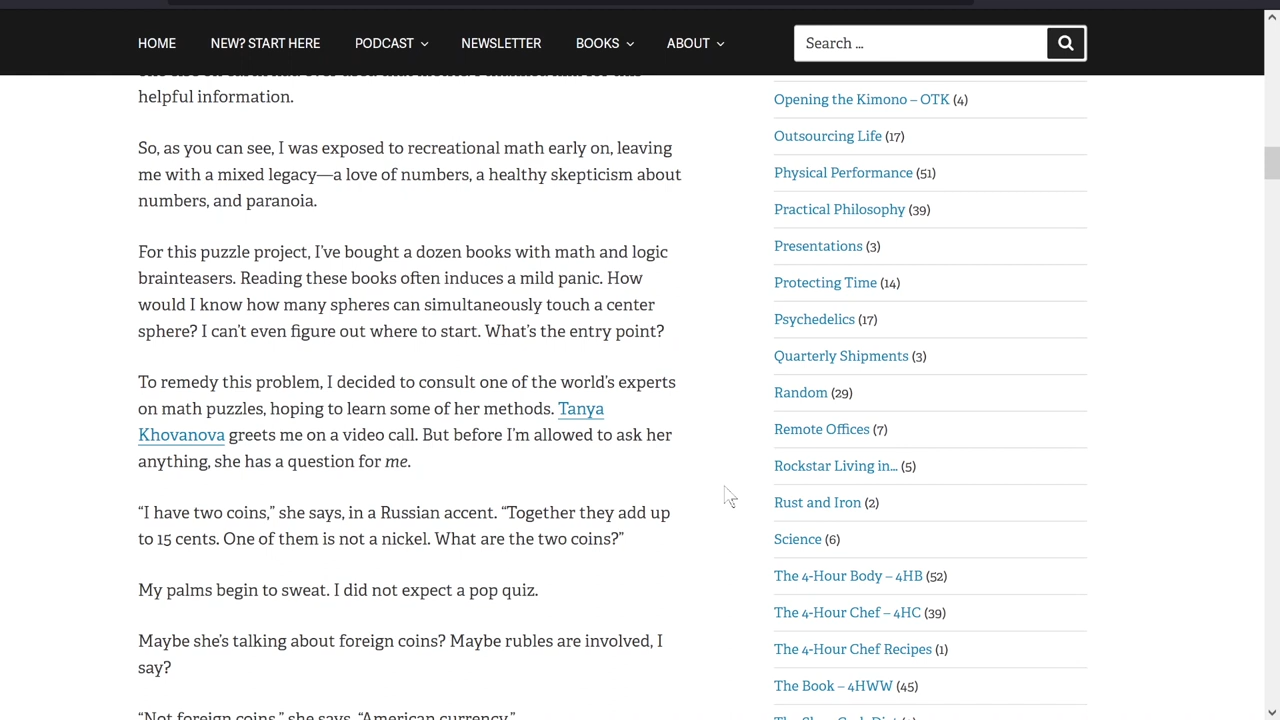 HOME
NEW? START HERE
PODCAST
NEWSLETTER
BOOKS
ABOUT
Search ...
helpful information.
So, as you can see, I was exposed to recreational math early on, leaving
me with a mixed legacy—a love of numbers, a healthy skepticism about
numbers, and paranoia.
For this puzzle project, I've bought a dozen books with math and logic
brainteasers. Reading these books often induces a mild panic. How
would I know how many spheres can simultaneously touch a center
sphere? I can't even figure out where to start. What's the entry point?
To remedy this problem, I decided to consult one of the world's experts
on math puzzles, hoping to learn some of her methods. Tanya
Khovanova greets me on a video call. But before I'm allowed to ask her
anything, she has a question for me.
“I have two coins,” she says, in a Russian accent. “Together they add up
to 15 cents. One of them is not a nickel. What are the two coins?”
My palms begin to sweat. I did not expect a pop quiz.
Maybe she's talking about foreign coins? Maybe rubles are involved, I
say?
“Not foreign coins,” she says. “American currency.”
Opening the Kimono – OTK (4)
Outsourcing Life (17)
Physical Performance (51)
Practical Philosophy (39)
Presentations (3)
Protecting Time (14)
Psychedelics (17)
Quarterly Shipments (3)
Random (29)
Remote Offices (7)
Rockstar Living in... (5)
Rust and Iron (2)
Science (6)
The 4-Hour Body – 4HB (52)
The 4-Hour Chef – 4HC (39)
The 4-Hour Chef Recipes (1)
The Book – 4HWW (45)